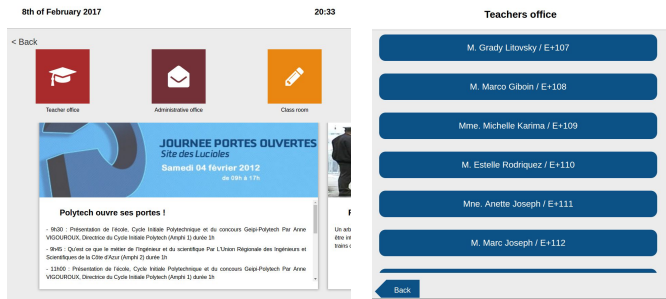 8th of February 2017
20:33
< Back
Teacher office
Administrative office
Class room
JOURNEE PORTES OUVERTES
Site des Lucioles
Samedi 04 février 2012
de 09h à 17h
Polytech ouvre ses portes !
- 9h30 : Présentation de l'école, Cycle Initiale Polytechnique et du concours Geipi-Polytech Par Anne
VIGOUROUX, Directrice du Cycle Initiale Polytech (Amphi 1) durée 1h
- 9h45 : Qu'est ce que le métier de l'Ingénieur et du scientifique Par L'Union Régionale des Ingénieurs et
Scientifiques de la Côte d'Azur (Amphi 2) durée 1h
- 11h00 : Présentation de l'école, Cycle Initiale Polytechnique et du concours Geipi-Polytech Par Anne
VIGOUROUX, Directrice du Cycle Initiale Polytech (Amphi 1) durée 1h
Un arb
être im
trains d
Teachers office
M. Grady Litovsky / E+107
M. Marco Giboin / E+108
Mme. Michelle Karima / E+109
M. Estelle Rodriquez / E+110
Mne. Anette Joseph / E+111
M. Marc Joseph / E+112
Back